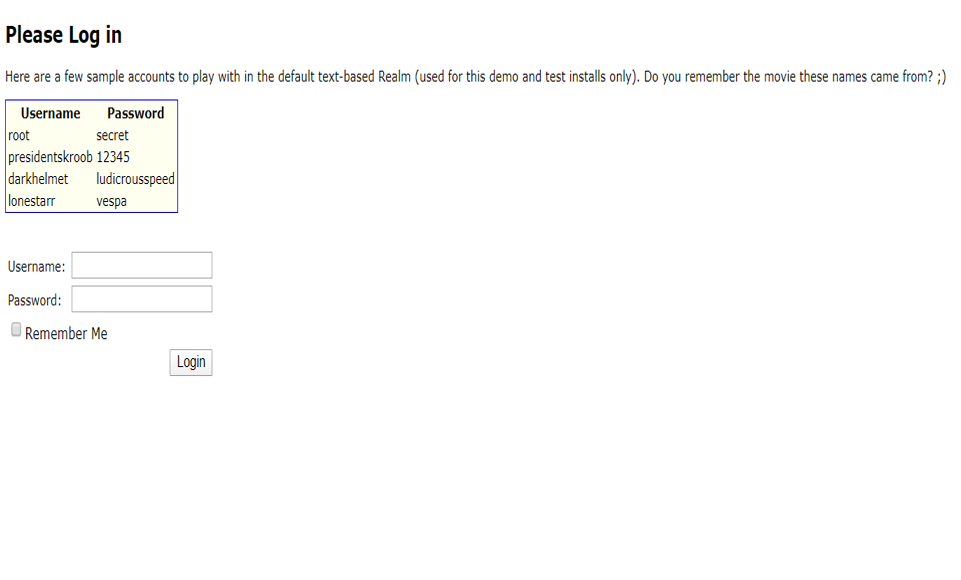 Please Log in
Here are a few sample accounts to play with in the default text-based Realm (used for this demo and test installs only). Do you remember the movie these names came from? ;)
Username Password
root secret
presidentskroob 12345
darkhelmet ludicrousspeed
lonestarr vespa
Username:
Password:
Remember Me
Login